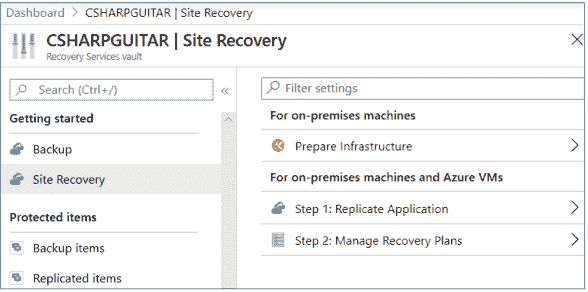 Dashboard > CSHARPGUITAR | Site Recovery
CSHARPGUITAR | Site Recovery
Recovery Services vault
Search (Ctrl+/)
Getting started
Backup
Site Recovery
Protected items
Backup items
Replicated items
Filter settings
For on-premises machines
Prepare Infrastructure
For on-premises machines and Azure VMs
Step 1: Replicate Application
Step 2: Manage Recovery Plans